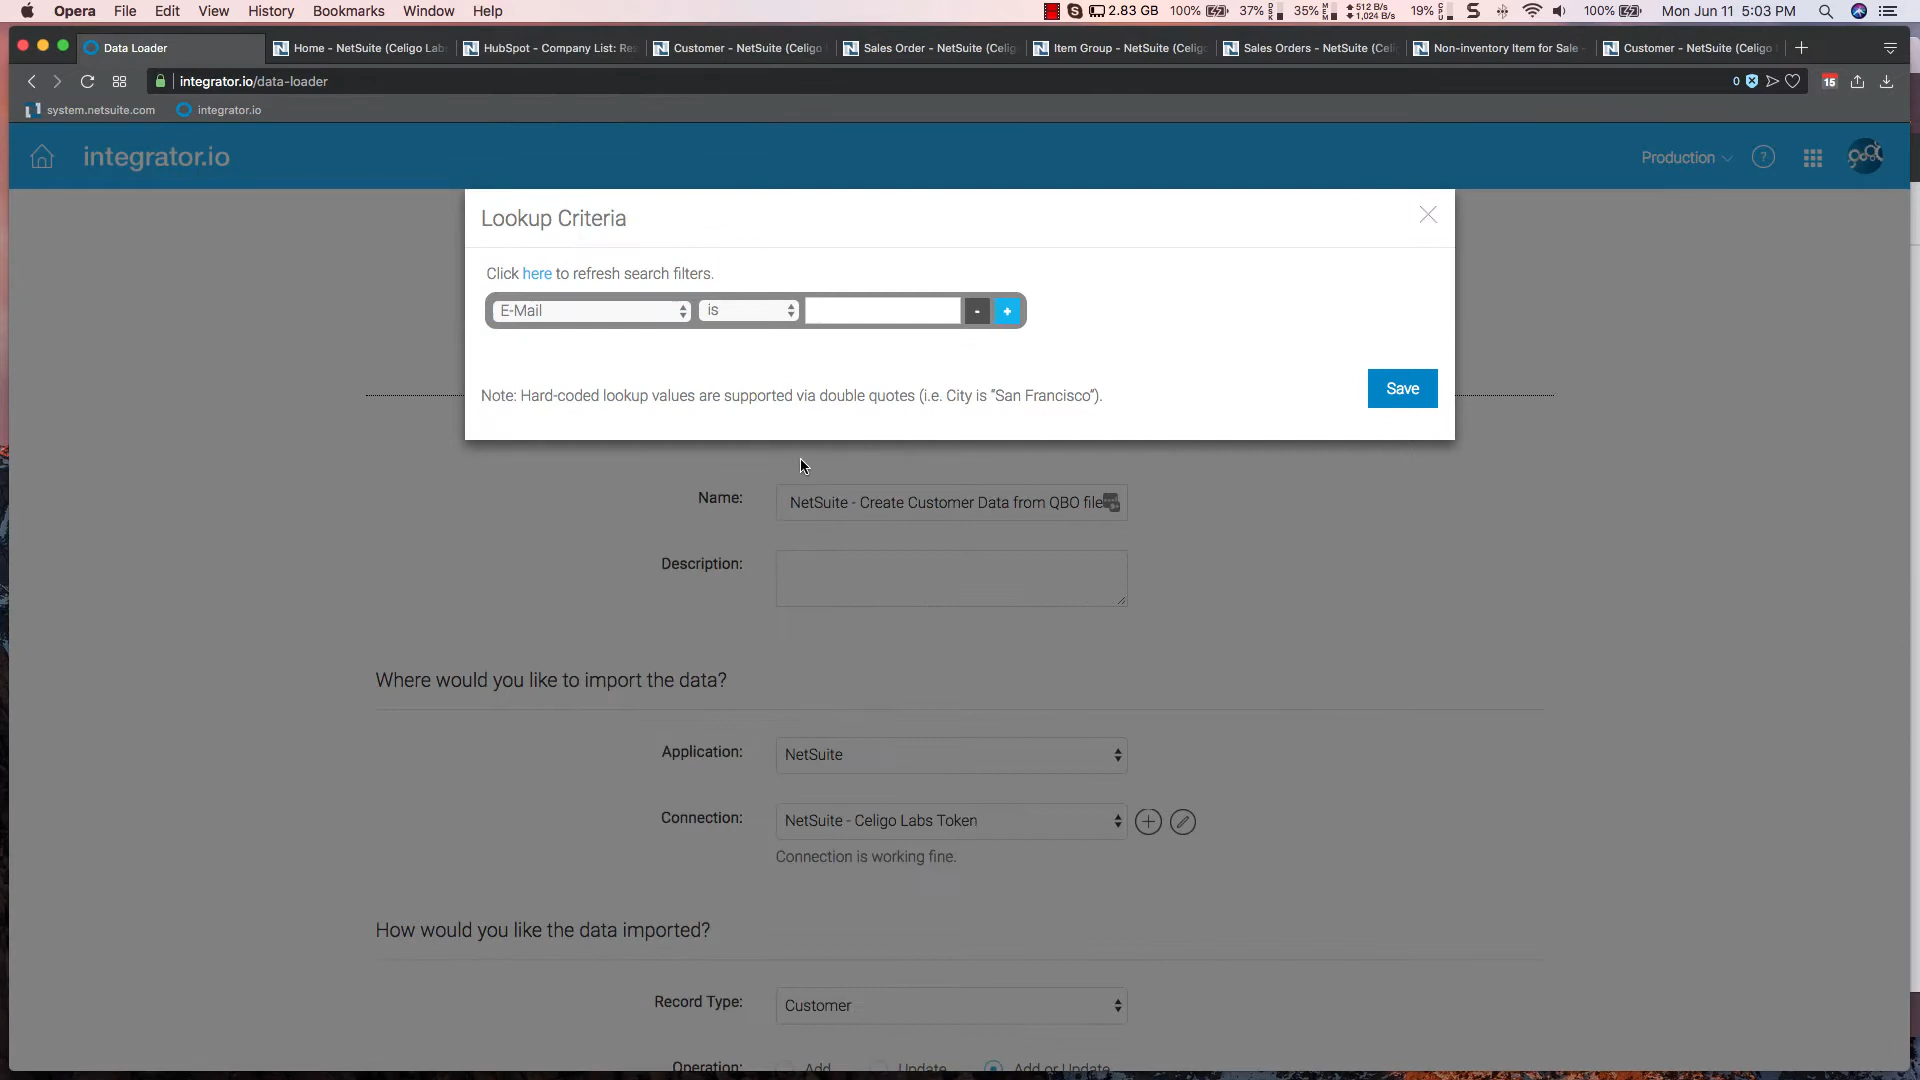 Opera File Edit View History Bookmarks Window Help 2.83 GB 100% 37% 35% 512 B/s 1,024 B/s 19% 100% Mon Jun 11 5:03 PM
Data Loader Home - NetSuite (Celigo Lab HubSpot - Company List: Re Customer - NetSuite (Celigo Sales Order - NetSuite (Celig Item Group - NetSuite (Celig Sales Orders - NetSuite (Celi Non-inventory Item for Sale - Customer - NetSuite (Celigo
integrator.io/data-loader 0 15
system.netsuite.com integrator.io
integrator.io Production ?
Lookup Criteria
Click here to refresh search filters.
E-Mail is - +
Note: Hard-coded lookup values are supported via double quotes (i.e. City is “San Francisco”).
Save
Name: NetSuite - Create Customer Data from QBO file
Description:
Where would you like to import the data?
Application: NetSuite
Connection: NetSuite - Celigo Labs Token
Connection is working fine.
How would you like the data imported?
Record Type: Customer
Operation: Add Update Add or Update